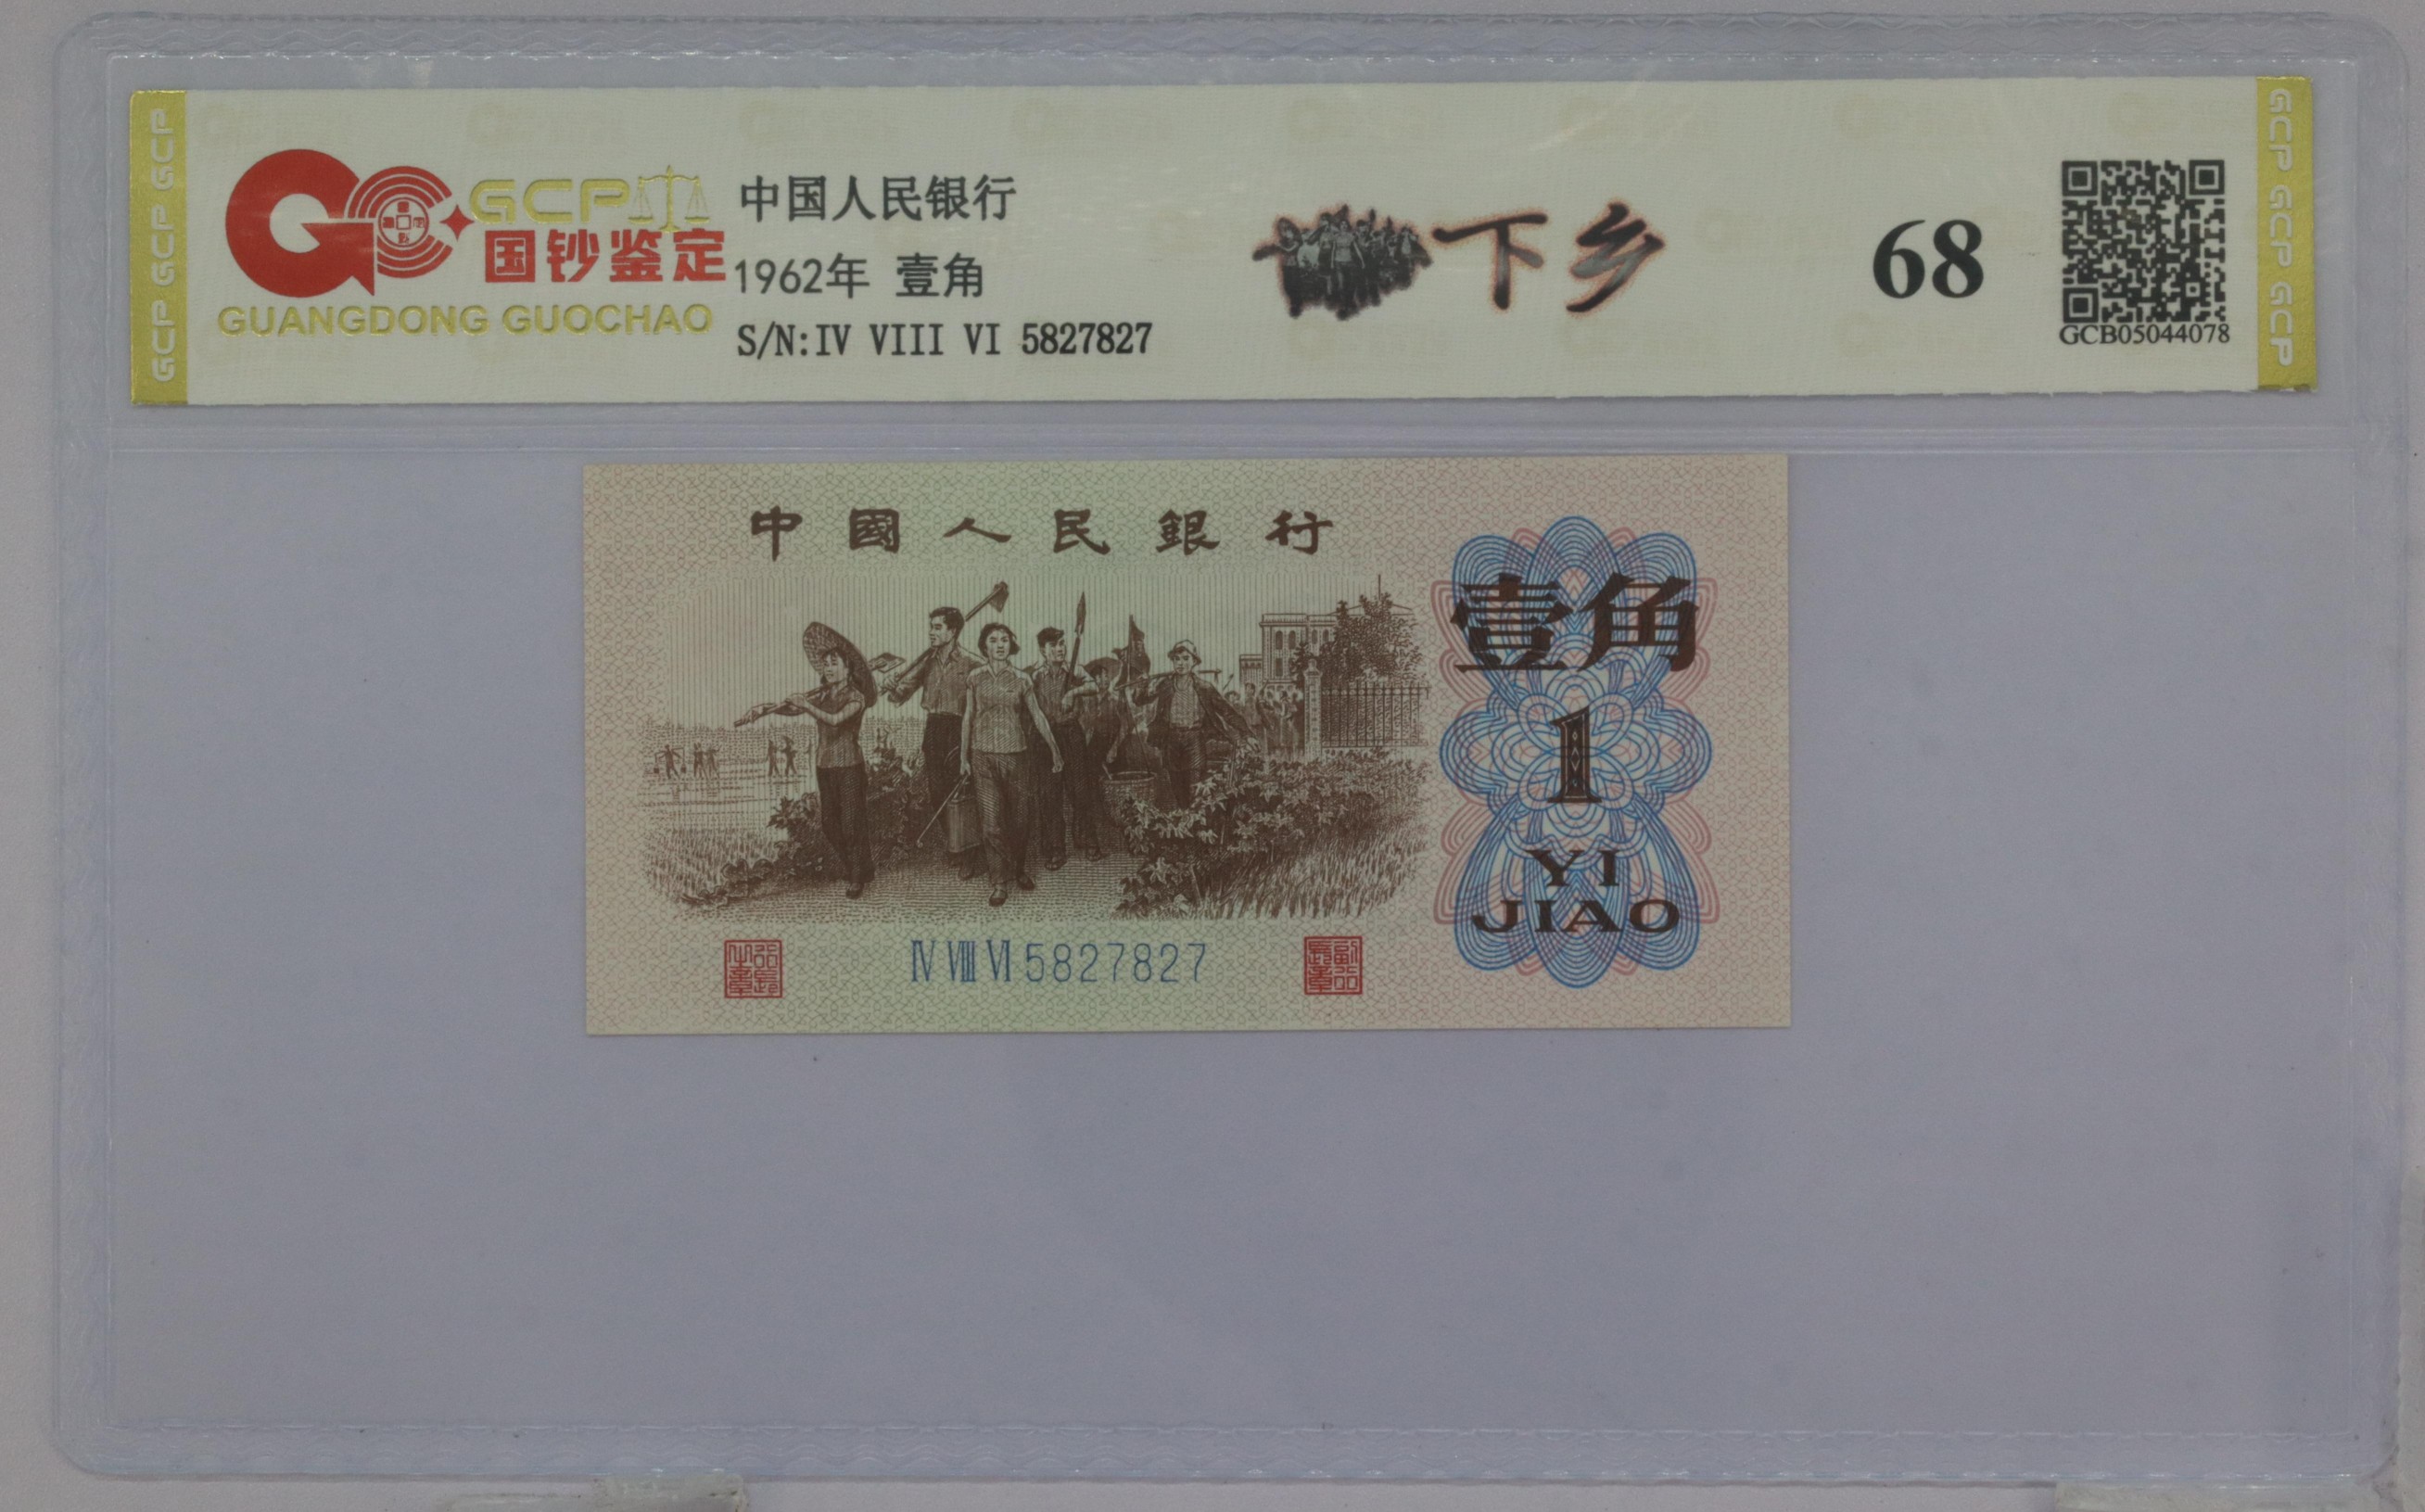 GCP GCP GCP
GCP
国钞鉴定
GUANGDONG GUOCHAO
中国人民银行
1962年 壹角
S/N:IV VIII VI 5827827
下乡
68
GCB05044078
GCP GCP GCP
中國人民銀行
壹角
1
YI
JIAO
IV VIII VI 5827827